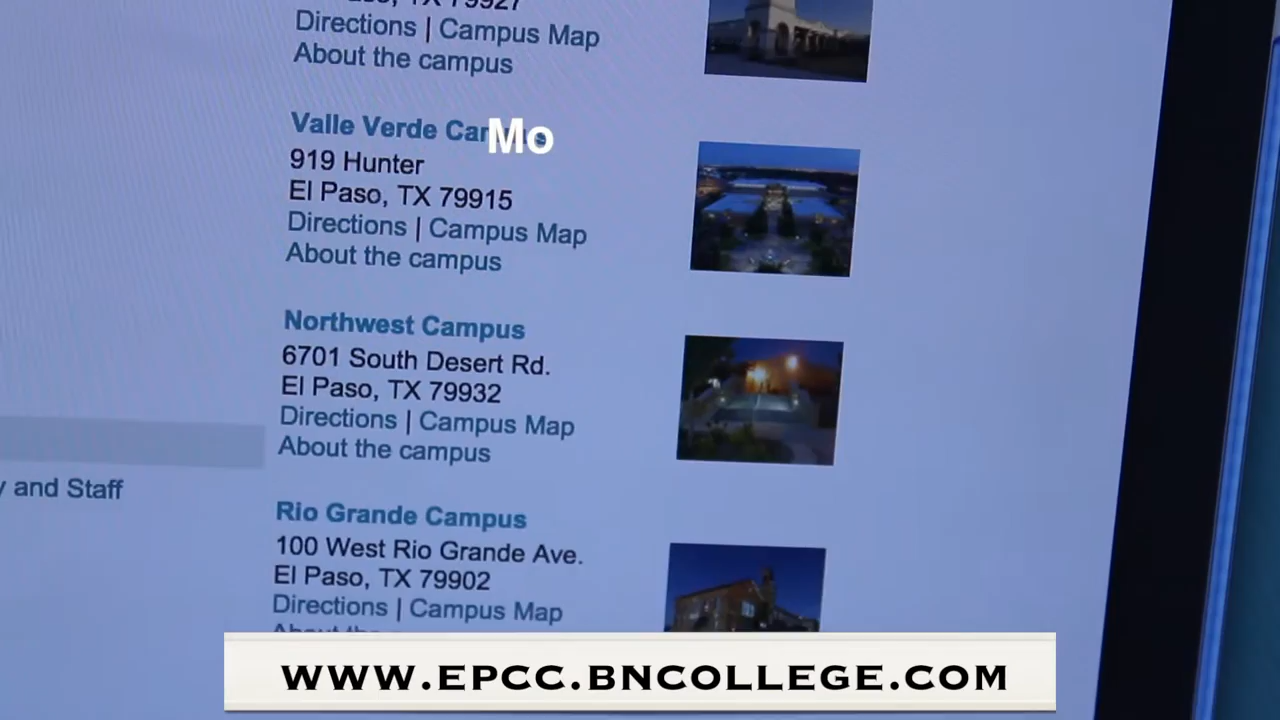 TX 79927
Directions | Campus Map
About the campus
Valle Verde
Mo
919 Hunter
El Paso, TX 79915
Directions | Campus Map
About the campus
Northwest Campus
6701 South Desert Rd.
El Paso, TX 79932
Directions | Campus Map
About the campus
and Staff
Rio Grande Campus
100 West Rio Grande Ave.
El Paso, TX 79902
Directions | Campus Map
WWW.EPCC.BNCOLLEGE.COM